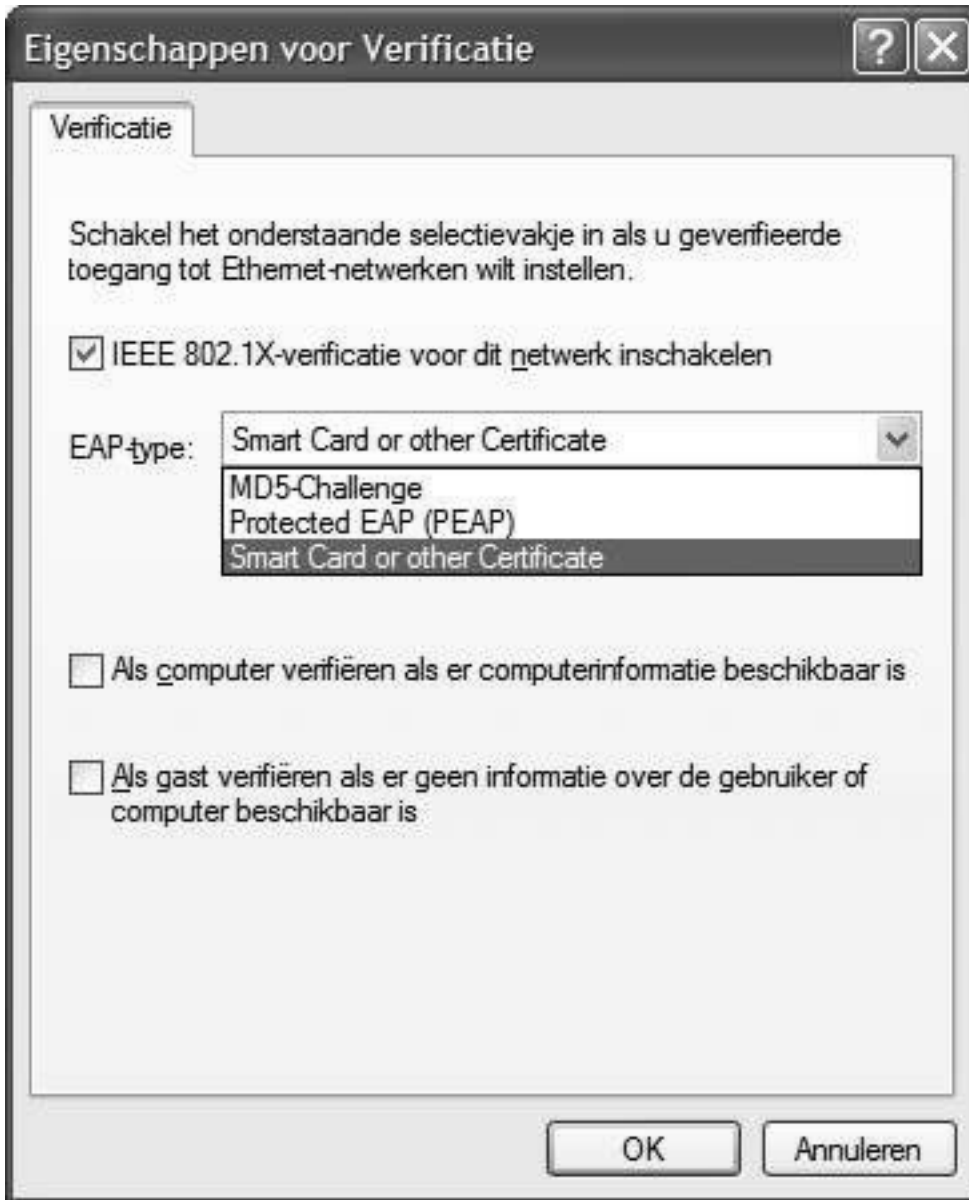 Eigenschappen voor Verificatie
Verificatie
Schakel het onderstaande selectievakje in als u geverifieerde
toegang tot Ethernet-netwerken wilt instellen.
IEEE 802.1X-verificatie voor dit netwerk inschakelen
EAP-type: Smart Card or other Certificate
MD5-Challenge
Protected EAP (PEAP)
Smart Card or other Certificate
Als computer verifiëren als er computerinformatie beschikbaar is
Als gast verifiëren als er geen informatie over de gebruiker of
computer beschikbaar is
OK Annuleren